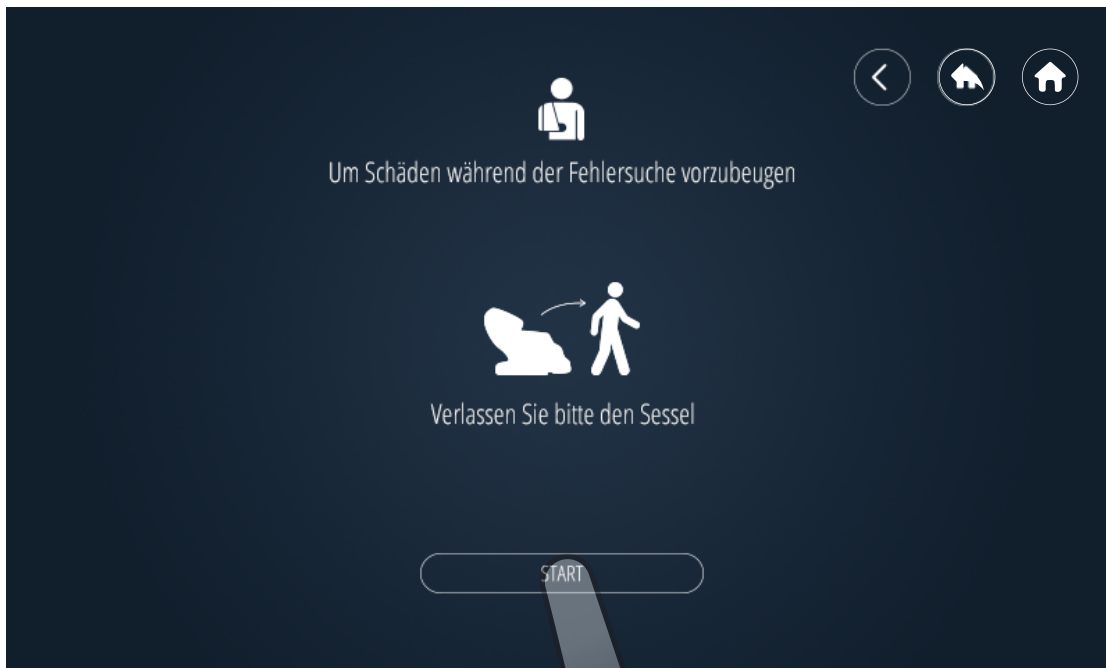 Um Schäden während der Fehlersuche vorzubeugen
Verlassen Sie bitte den Sessel
START